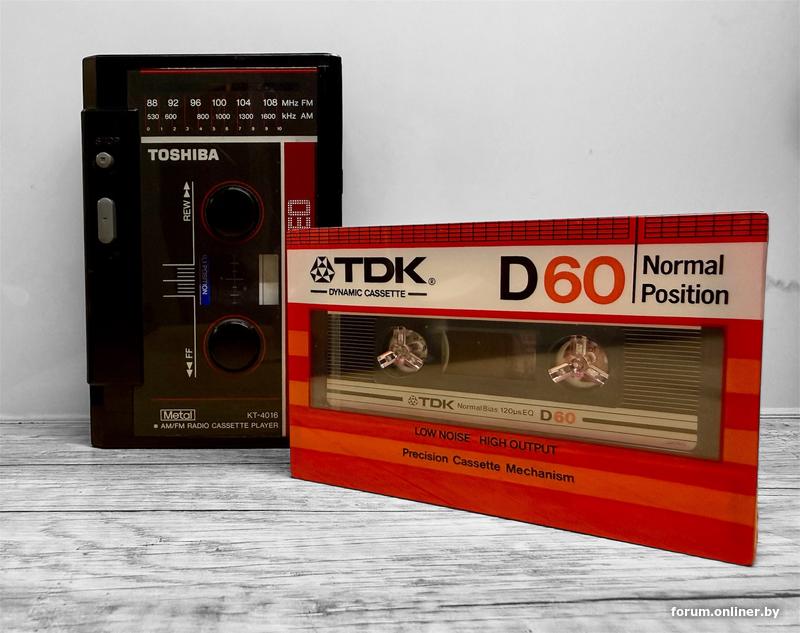 88 92 96 100 104 108 MHz FM
530 600 800 1000 1300 1600 kHz AM
0 1 2 3 4 5 6 7 8 9 10
TOSHIBA
REW
FF
Metal
KT-4016
AM/FM RADIO CASSETTE PLAYER
TDK®
DYNAMIC CASSETTE
D60
Normal
Position
TDK Normal Bias 120µs EQ D60
LOW NOISE HIGH OUTPUT
Precision Cassette Mechanism
forum.onliner.by